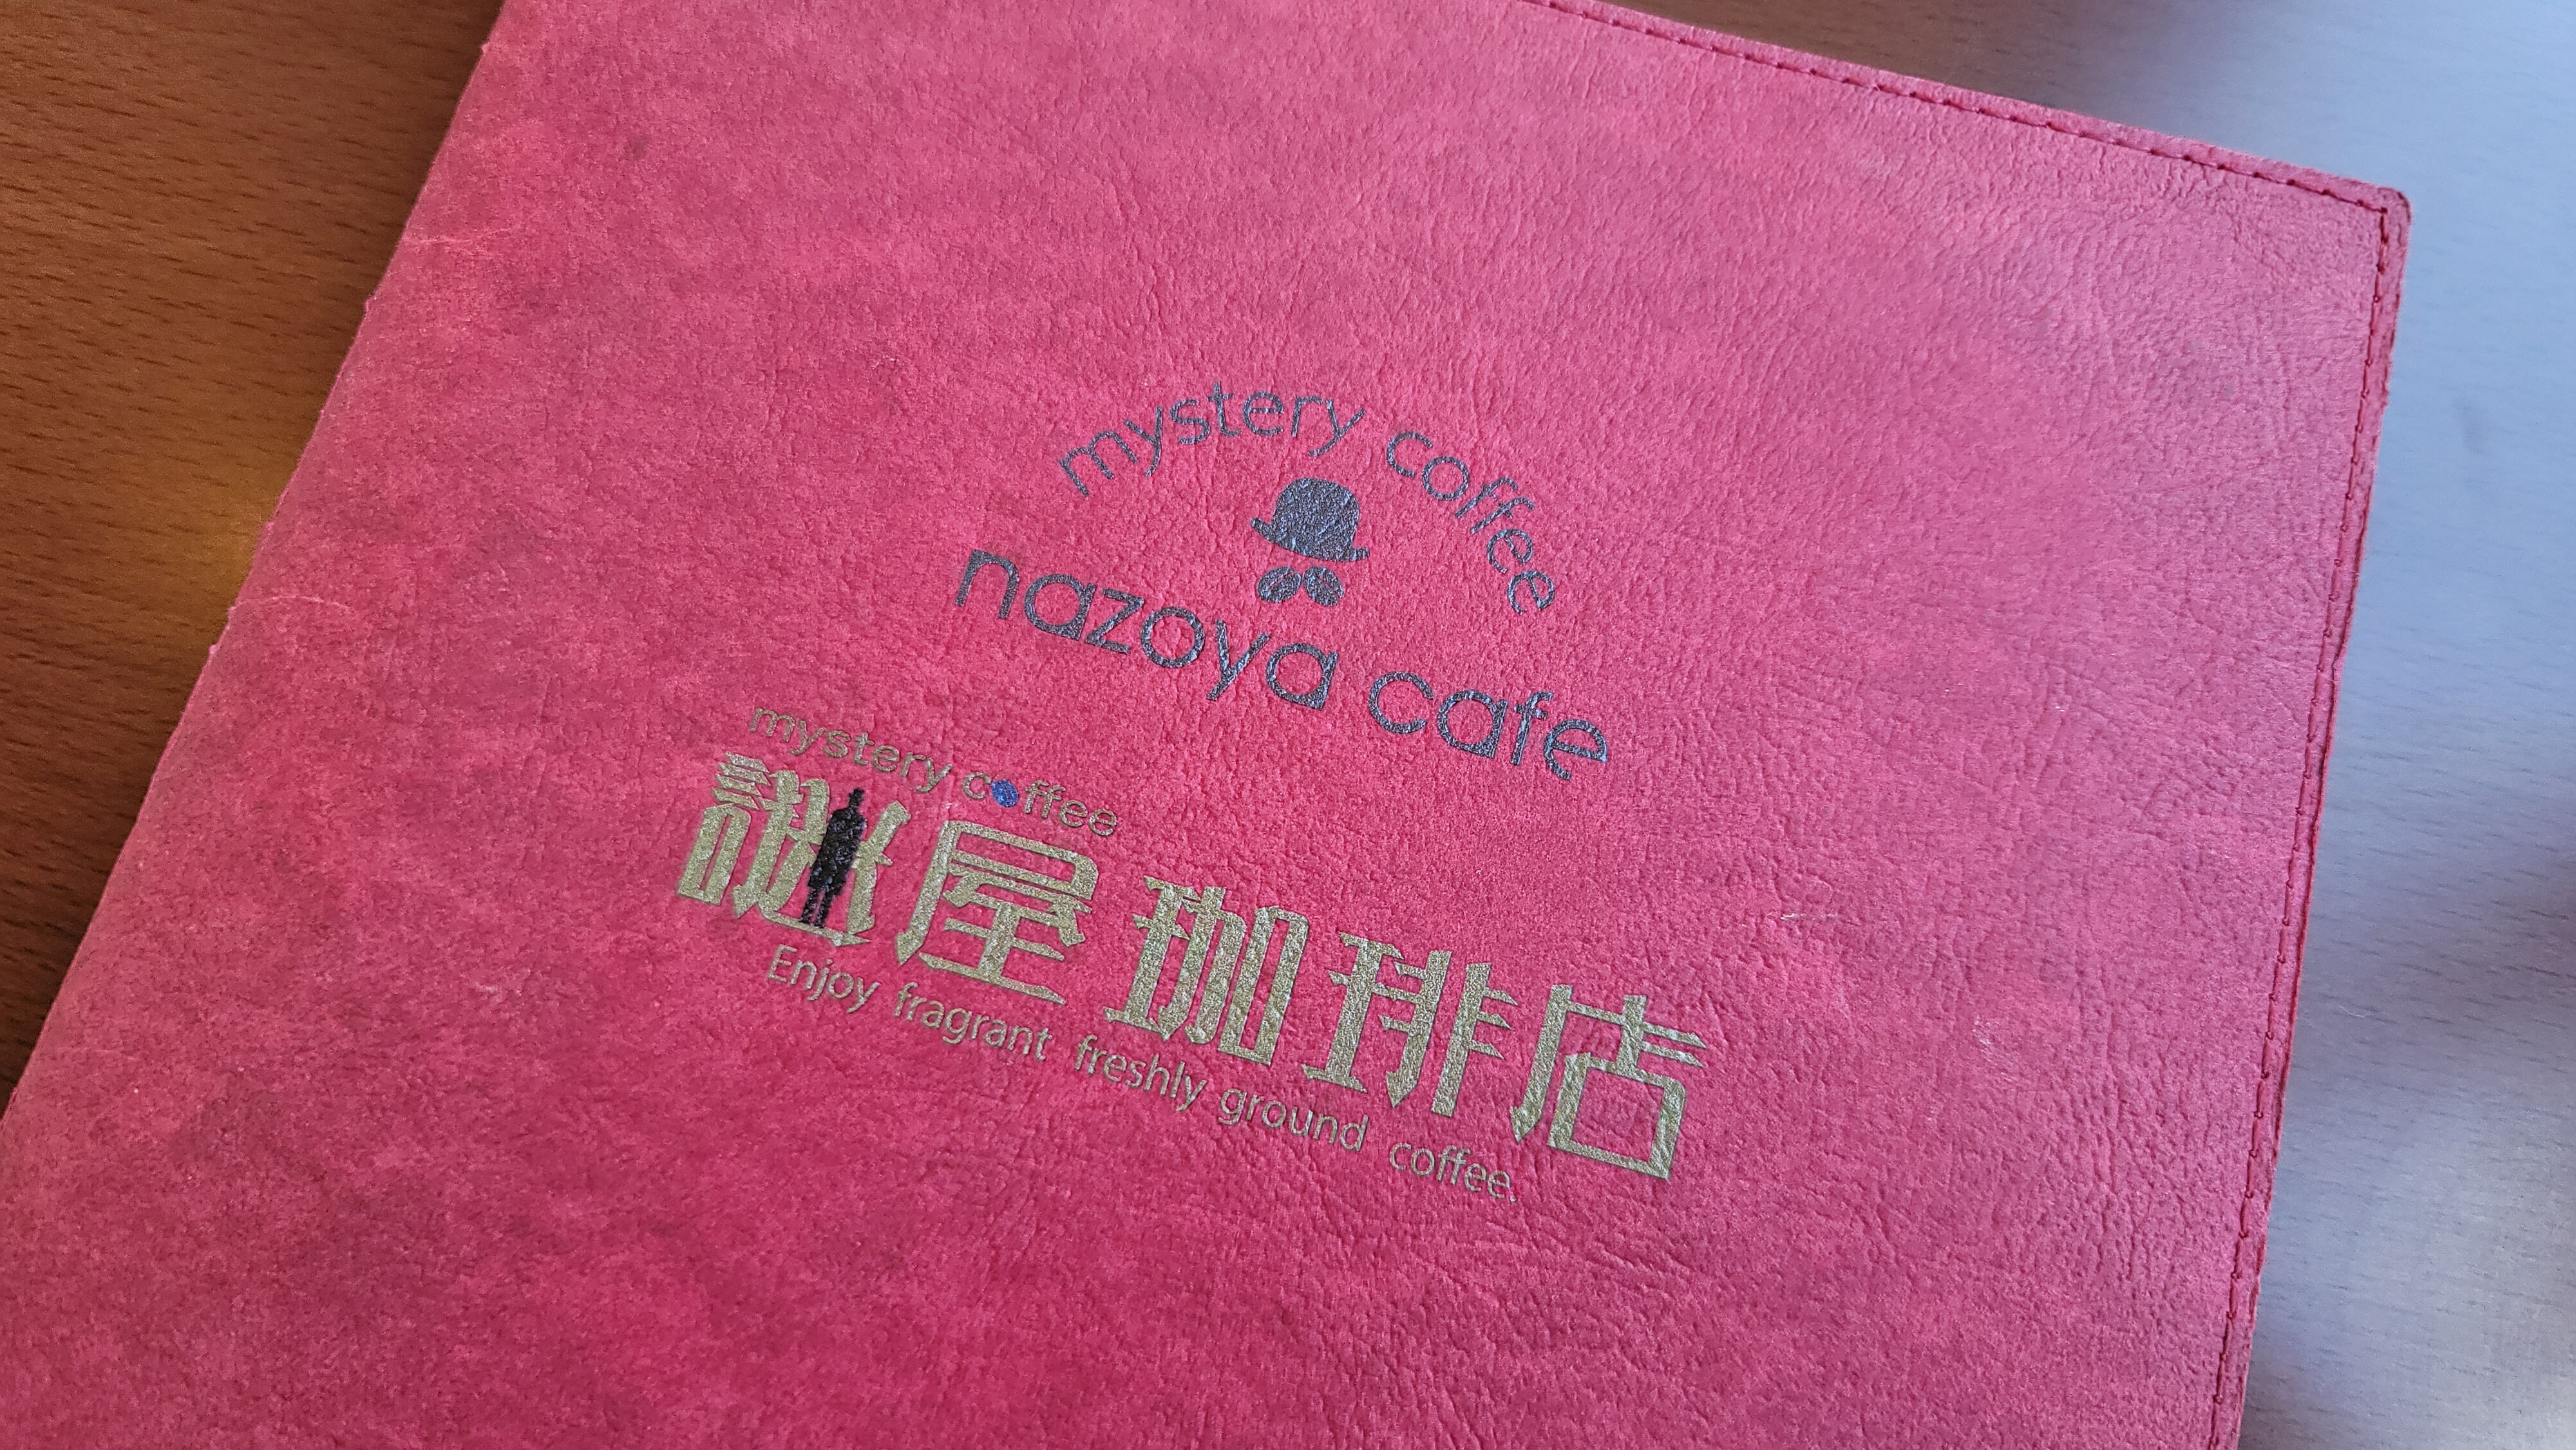 mystery coffee
nazoya cafe
mystery coffee
謎屋珈琲店
Enjoy fragrant freshly ground coffee.